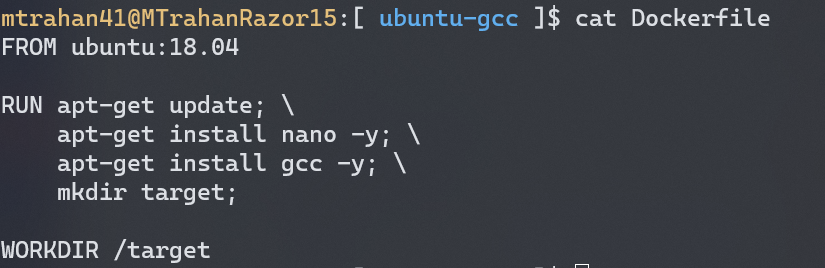 mtrahan41@MTrahanRazor15:[ ubuntu-gcc ]$ cat Dockerfile
FROM ubuntu:18.04
RUN apt-get update; \
apt-get install nano -y; \
apt-get install gcc -y; \
mkdir target;
WORKDIR /target